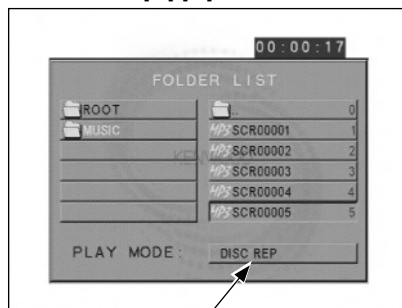 00:00:17
FOLDER LIST
ROOT
MUSIC
.. 0
MP3 SCR00001 1
MP3 SCR00002 2
MP3 SCR00003 3
MP3 SCR00004 4
MP3 SCR00005 5
KENWOOD
PLAY MODE: DISC REP